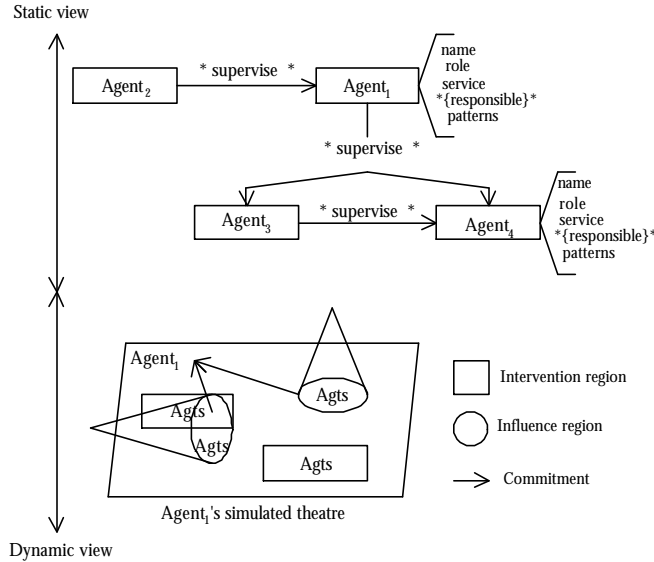 Static view
Agent₂
* supervise *
Agent₁
name
role
service
*{responsible}*
patterns
* supervise *
Agent₃
* supervise *
Agent₄
name
role
service
*{responsible}*
patterns
Agent₁
Agts
Agts
Agts
Agts
Intervention region
Influence region
Commitment
Agent₁'s simulated theatre
Dynamic view